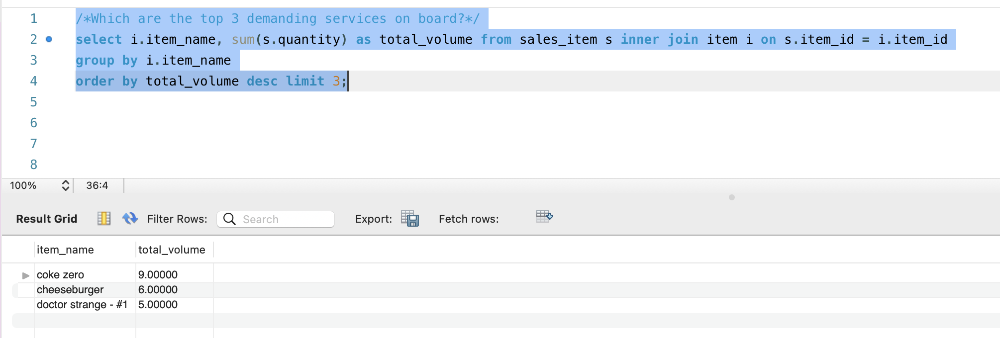 1 /*Which are the top 3 demanding services on board?*/
2 select i.item_name, sum(s.quantity) as total_volume from sales_item s inner join item i on s.item_id = i.item_id
3 group by i.item_name
4 order by total_volume desc limit 3;
5
6
7
8
100% 36:4
Result Grid Filter Rows: Search Export: Fetch rows:
item_name total_volume
coke zero 9.00000
cheeseburger 6.00000
doctor strange - #1 5.00000